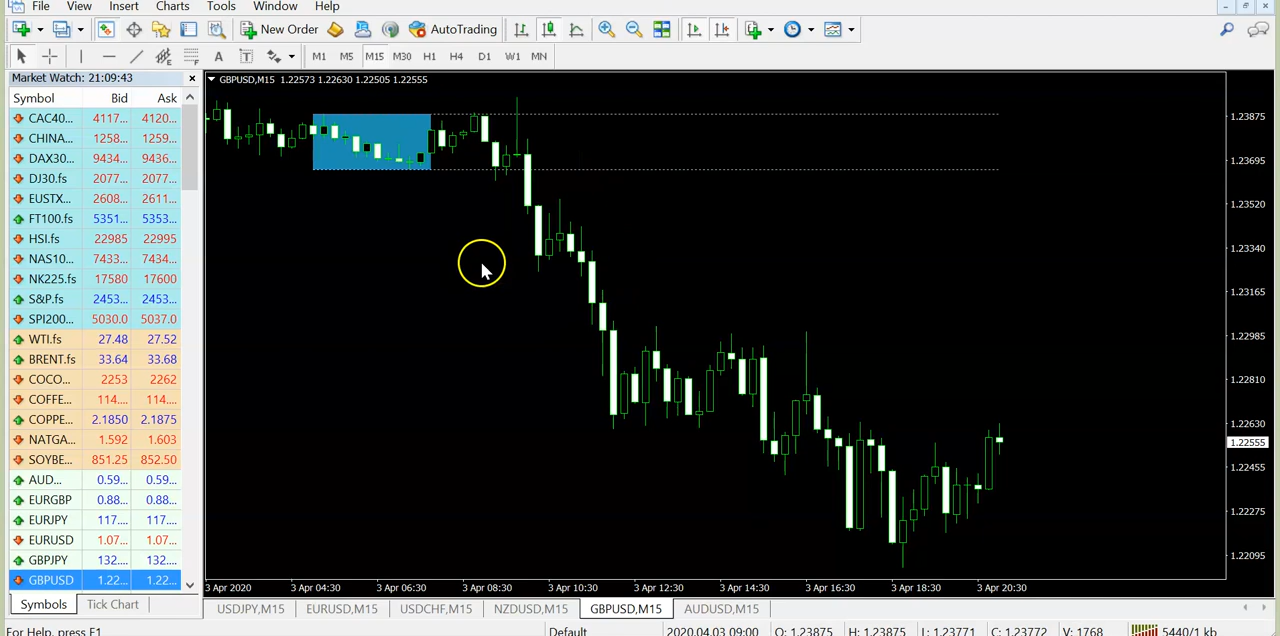 File View Insert Charts Tools Window Help
New Order AutoTrading
A T M1 M5 M15 M30 H1 H4 D1 W1 MN
Market Watch: 21:09:43
Symbol Bid Ask
CAC40... 4117... 4120...
CHINA... 1258... 1259...
DAX30... 9434... 9436...
DJ30.fs 2077... 2077...
EUSTX... 2608... 2611...
FT100.fs 5351... 5353...
HSI.fs 22985 22995
NAS10... 7433... 7434...
NK225.fs 17580 17600
S&P.fs 2453... 2453...
SPI200... 5030.0 5037.0
WTI.fs 27.48 27.52
BRENT.fs 33.64 33.68
COCO... 2253 2262
COFFE... 114.... 114....
COPPE... 2.1850 2.1875
NATGA... 1.592 1.603
SOYBE... 851.25 852.50
AUD... 0.59... 0.59...
EURGBP 0.88... 0.88...
EURJPY 117.... 117....
EURUSD 1.07... 1.07...
GBPJPY 132.... 132....
GBPUSD 1.22... 1.22...
Symbols Tick Chart
GBPUSD,M15 1.22573 1.22630 1.22505 1.22555
1.23875
1.23695
1.23520
1.23340
1.23165
1.22985
1.22810
1.22630
1.22555
1.22455
1.22275
1.22095
3 Apr 2020 3 Apr 04:30 3 Apr 06:30 3 Apr 08:30 3 Apr 10:30 3 Apr 12:30 3 Apr 14:30 3 Apr 16:30 3 Apr 18:30 3 Apr 20:30
USDJPY,M15 EURUSD,M15 USDCHF,M15 NZDUSD,M15 GBPUSD,M15 AUDUSD,M15
For Help, press F1 Default 2020.04.03 09:00 O: 1.23875 H: 1.23875 L: 1.23771 C: 1.23772 V: 1768 5440/1 kb